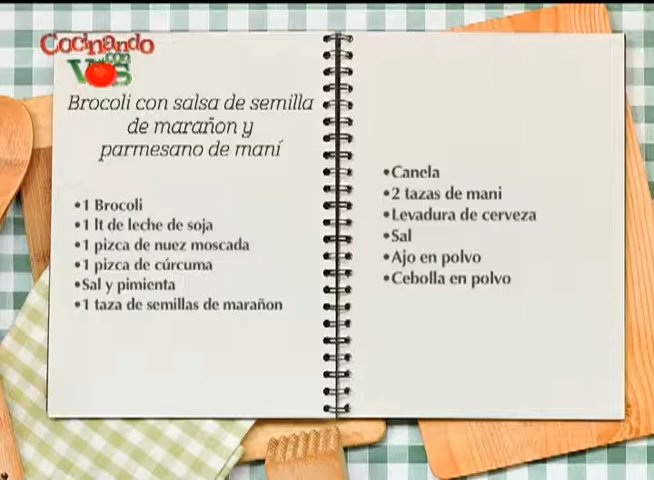 Cocinando
con
VOS
Brocoli con salsa de semilla
de marañon y
parmesano de maní
•1 Brocoli
•1 lt de leche de soja
•1 pizca de nuez moscada
•1 pizca de cúrcuma
•Sal y pimienta
•1 taza de semillas de marañon
•Canela
•2 tazas de mani
•Levadura de cerveza
•Sal
•Ajo en polvo
•Cebolla en polvo